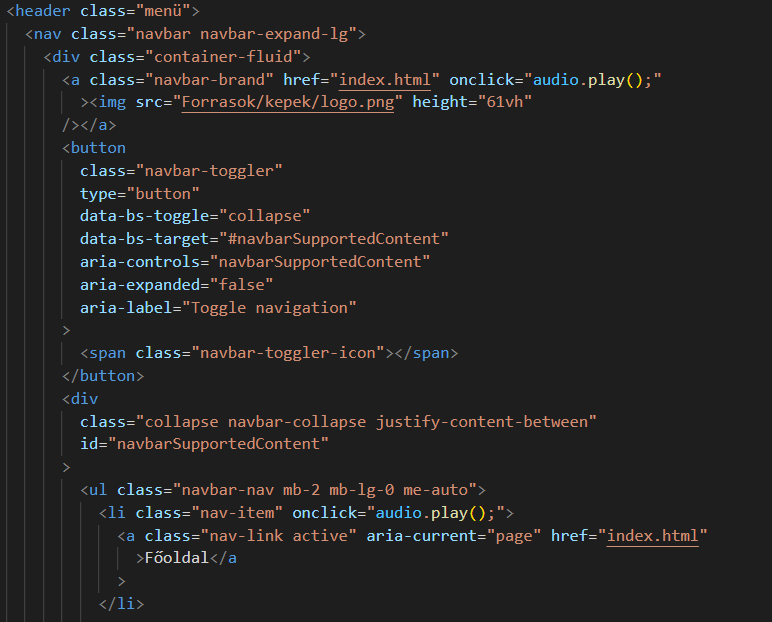 <header class="menü">
<nav class="navbar navbar-expand-lg">
<div class="container-fluid">
<a class="navbar-brand" href="index.html" onclick="audio.play();"
><img src="Forrasok/kepek/logo.png" height="61vh"
/></a>
<button
class="navbar-toggler"
type="button"
data-bs-toggle="collapse"
data-bs-target="#navbarSupportedContent"
aria-controls="navbarSupportedContent"
aria-expanded="false"
aria-label="Toggle navigation"
>
<span class="navbar-toggler-icon"></span>
</button>
<div
class="collapse navbar-collapse justify-content-between"
id="navbarSupportedContent"
>
<ul class="navbar-nav mb-2 mb-lg-0 me-auto">
<li class="nav-item" onclick="audio.play();">
<a class="nav-link active" aria-current="page" href="index.html"
>Főoldal</a
>
</li>